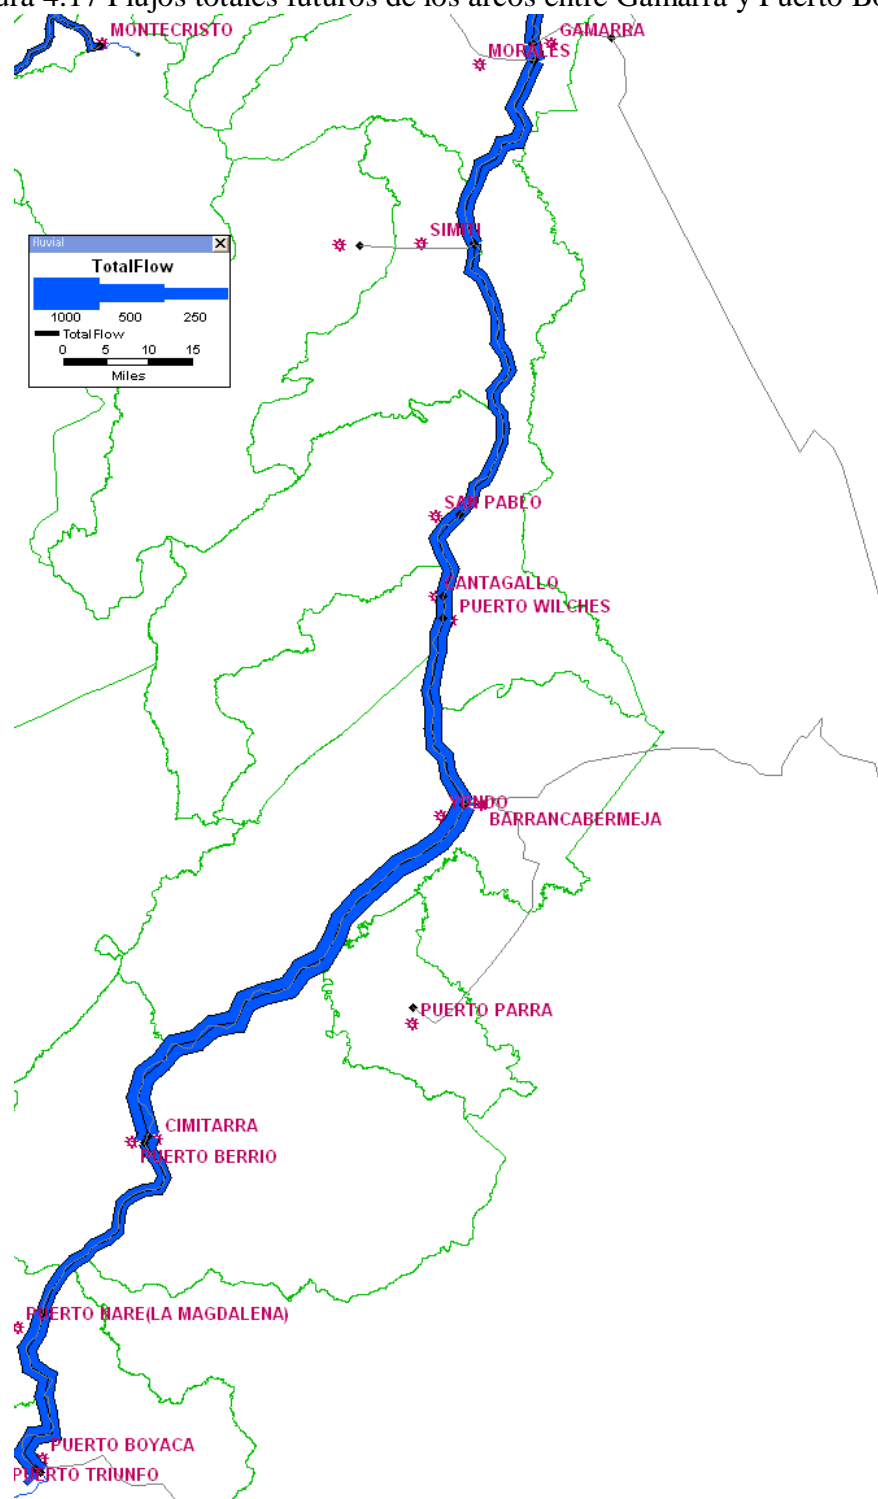 ura 4.17 Flujos totales futuros de los arcos entre Gamarra y Puerto Bo
MONTECRISTO
GAMARRA
MORALES
SIMITI
fluvial
TotalFlow
1000 500 250
TotalFlow
0 5 10 15
Miles
SAN PABLO
CANTAGALLO
PUERTO WILCHES
YONDO
BARRANCABERMEJA
PUERTO PARRA
CIMITARRA
PUERTO BERRIO
PUERTO NARE(LA MAGDALENA)
PUERTO BOYACA
PUERTO TRIUNFO